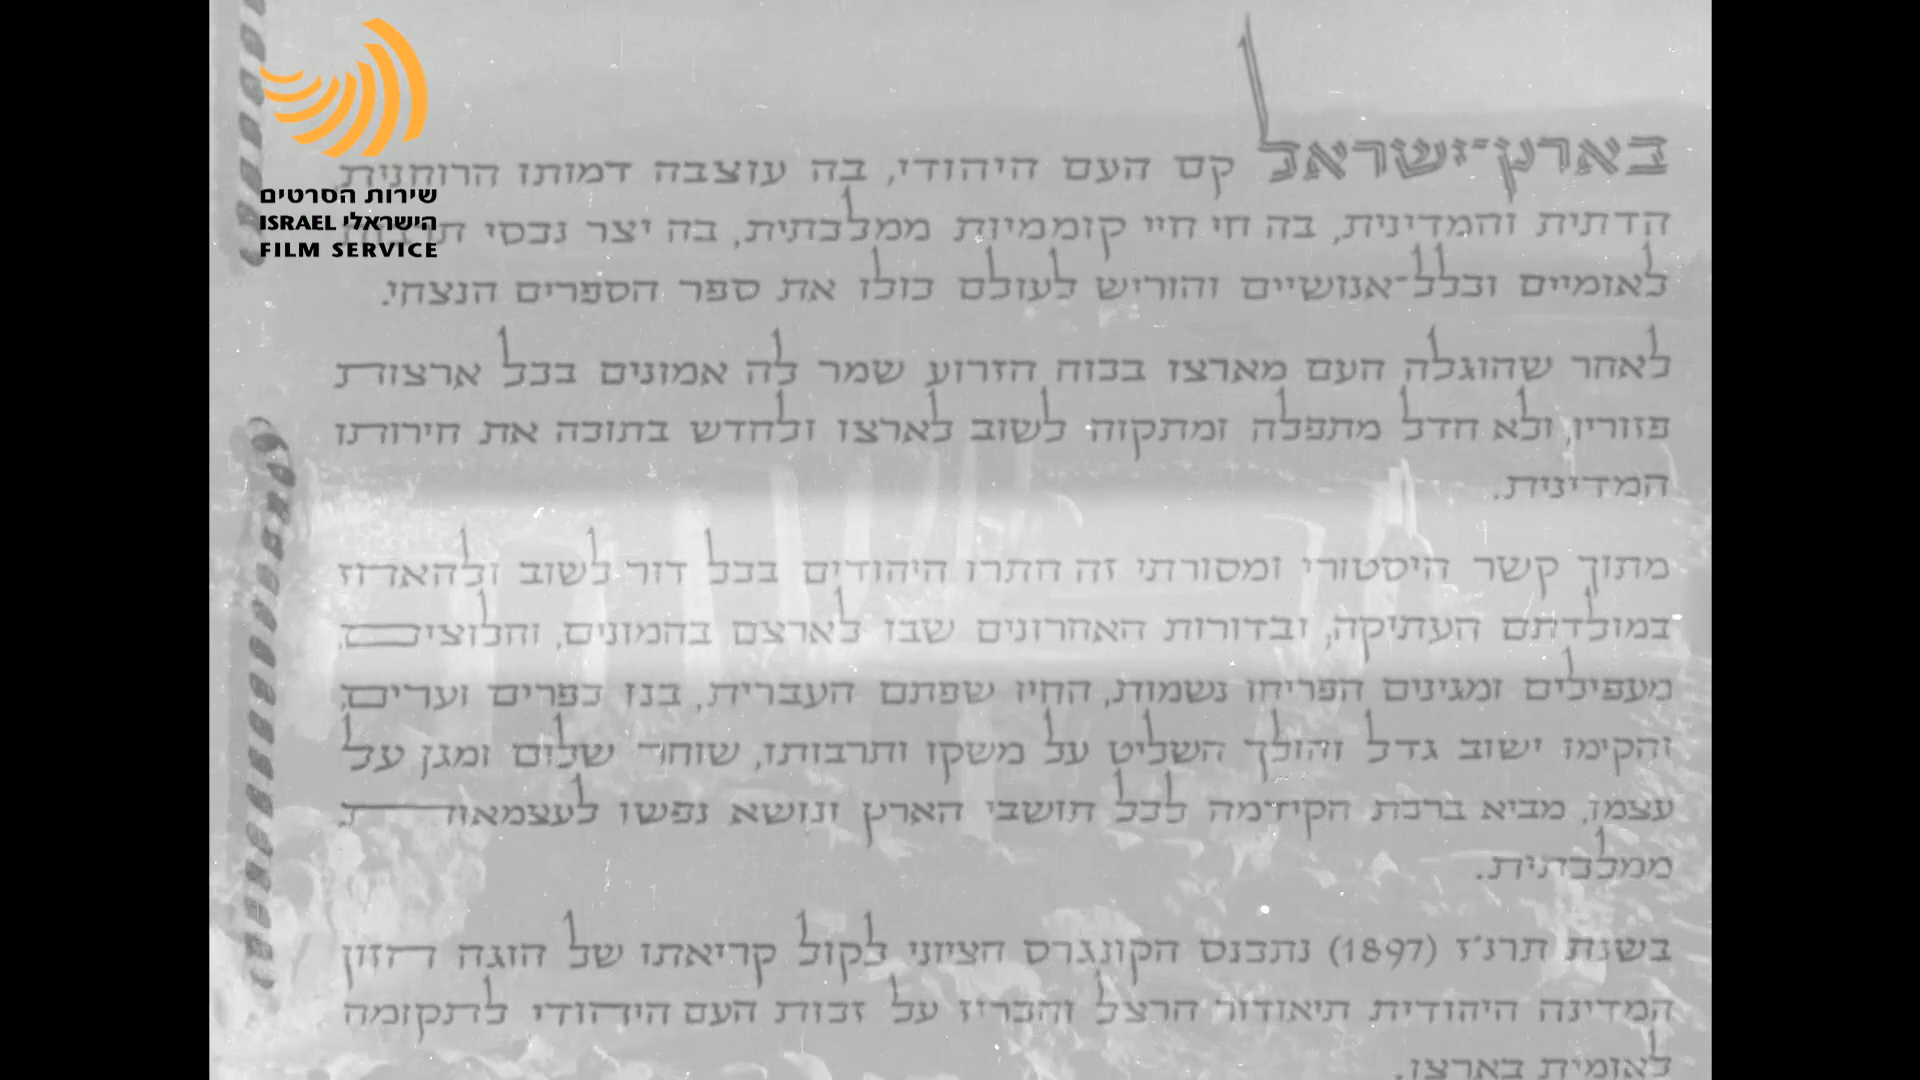 שירות הסרטים
הישראלי ISRAEL
FILM SERVICE
בארץ־ישראל קם העם היהודי, בה עוצבה דמותו הרוחנית
הדתית והמדינית, בה חי חיי קוממיות ממלכתית, בה יצר נכסי
לאומיים וכלל־אנושיים והוריש לעולם כולו את ספר הספרים הנצחי.
לאחר שהוגלה העם מארצו בכוח הזרוע שמר לה אמונים בכל ארצות
פזוריו, ולא חדל מתפלה ומתקוה לשוב לארצו ולחדש בתוכה את חירותו
המדינית.
מתוך קשר היסטורי ומסורתי זה חתרו היהודים בכל דור לשוב ולהאחז
במולדתם העתיקה, ובדורות האחרונים שבו לארצם בהמונים, וחלוצים,
מעפילים ומגינים הפריחו נשמות, החיו שפתם העברית, בנו כפרים וערים,
והקימו ישוב גדל והולך השליט על משקו ותרבותו, שוחר שלום ומגן על
עצמו, מביא ברכת הקידמה לכל תושבי הארץ ונושא נפשו לעצמאות
ממלכתית.
בשנת תרנ״ז (1897) נתכנס הקונגרס הציוני לקול קריאתו של הוגה חזון
המדינה היהודית תיאודור הרצל והכריז על זכות העם היהודי לתקומה
לאומית בארצו.